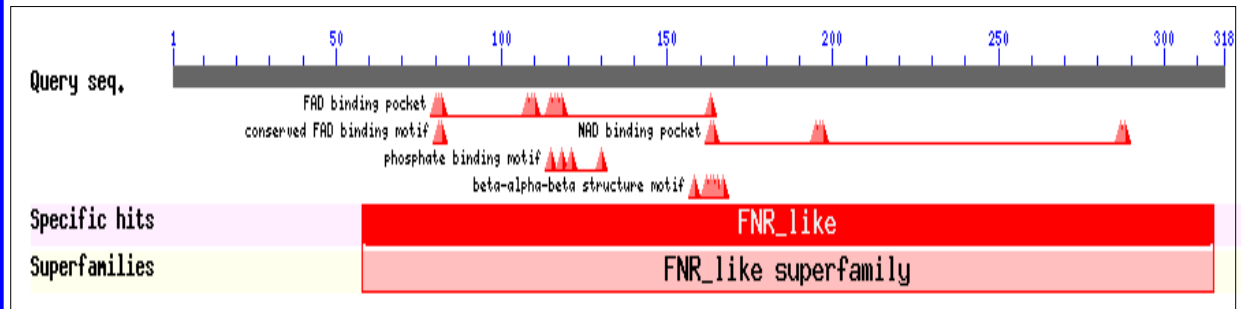 1 50 100 150 200 250 300 318
Query seq.
FAD binding pocket
conserved FAD binding motif NAD binding pocket
phosphate binding motif
beta-alpha-beta structure motif
Specific hits FNR_like
Superfamilies FNR_like superfamily